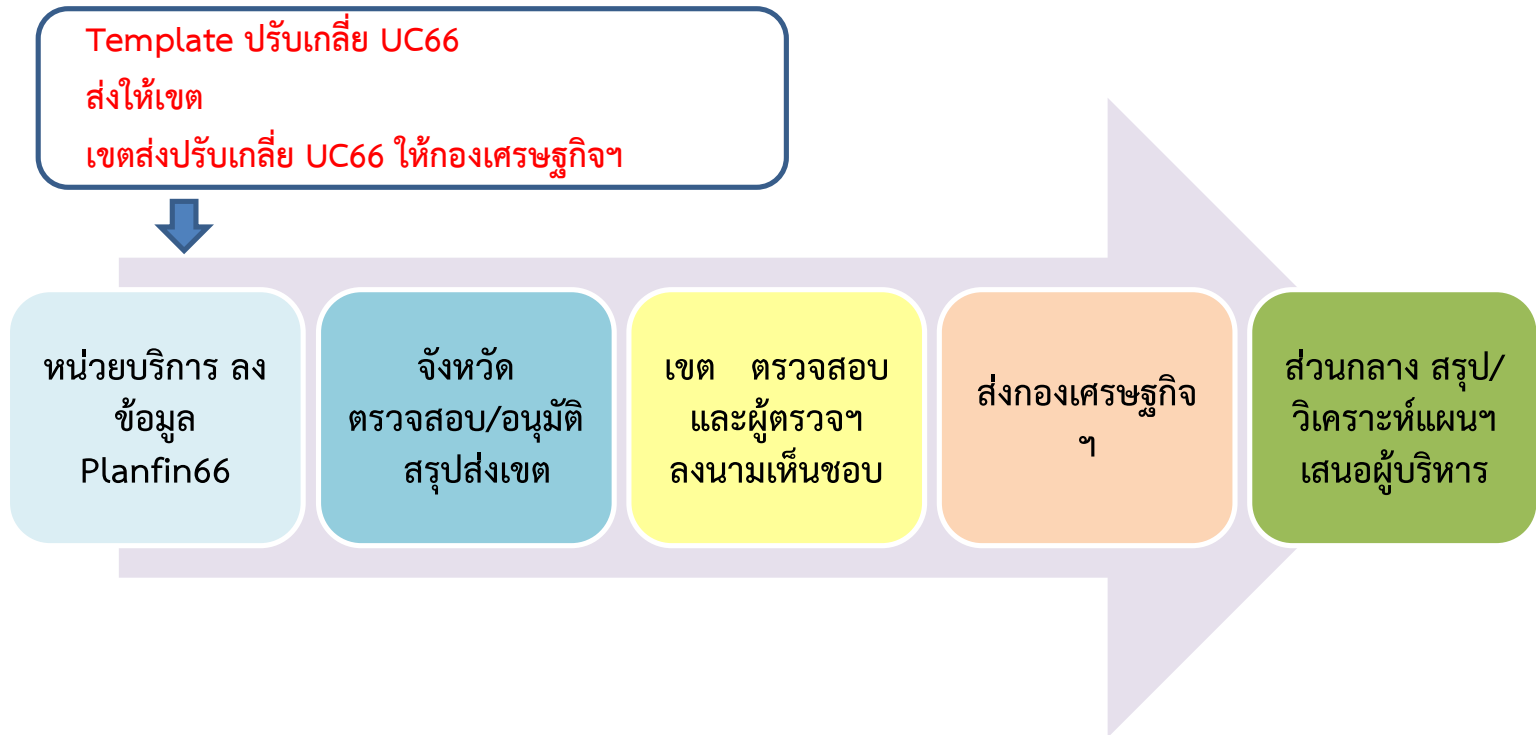 Template ปรับเกลี่ย UC66
ส่งให้เขต
เขตส่งปรับเกลี่ย UC66 ให้กองเศรษฐกิจฯ
หน่วยบริการ ลง
ข้อมูล
Planfin66
จังหวัด
ตรวจสอบ/อนุมัติ
สรุปส่งเขต
เขต ตรวจสอบ
และผู้ตรวจฯ
ลงนามเห็นชอบ
ส่งกองเศรษฐกิจ
ฯ
ส่วนกลาง สรุป/
วิเคราะห์แผนฯ
เสนอผู้บริหาร